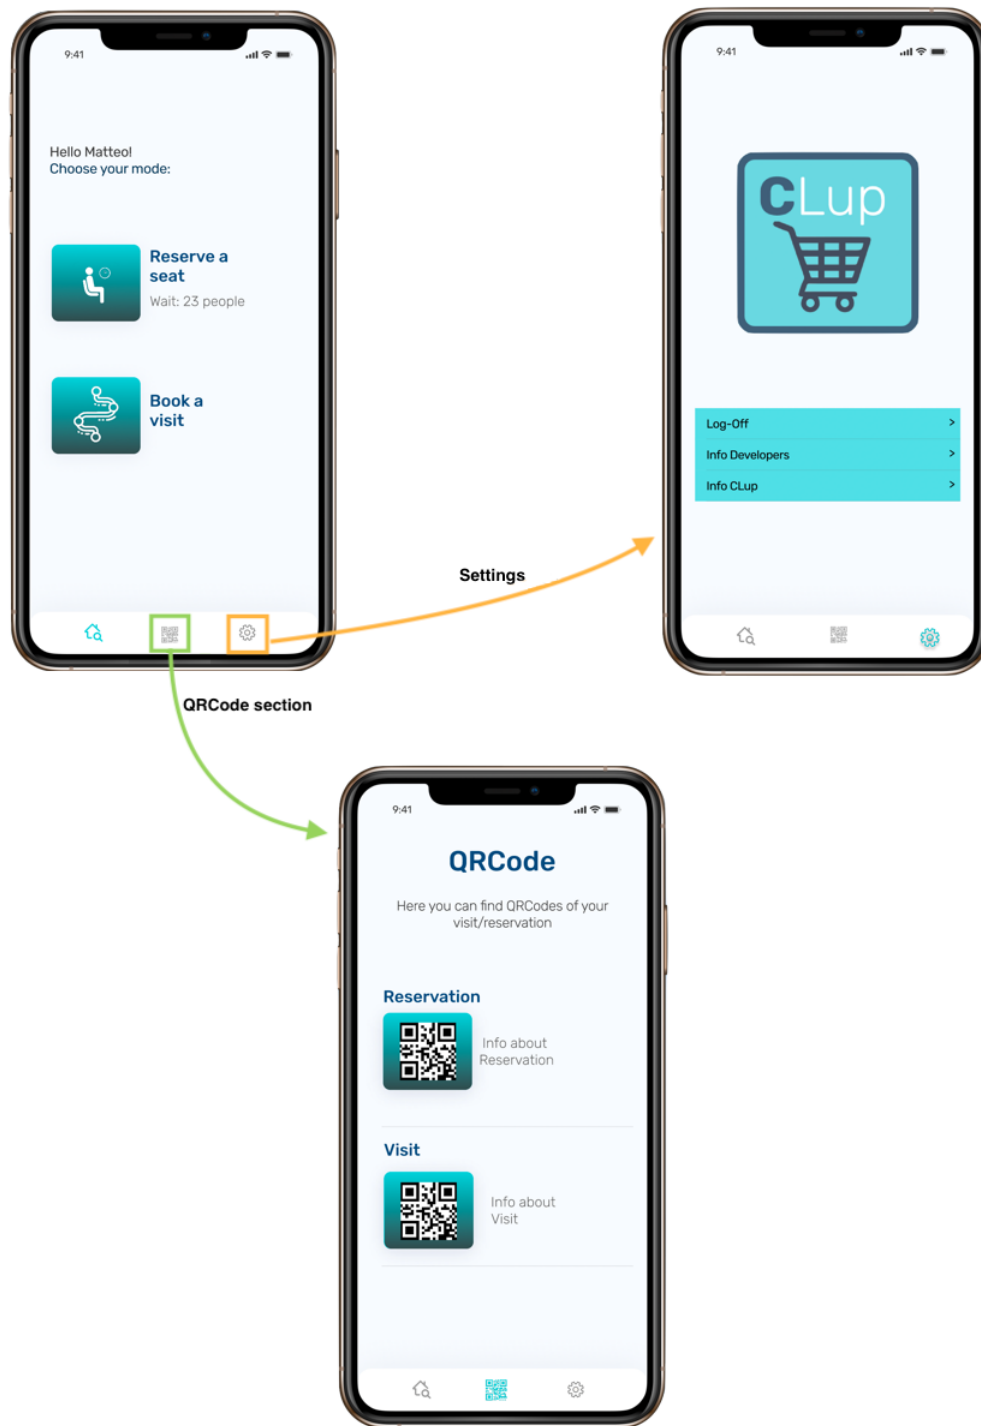 9:41
Hello Matteo!
Choose your mode:
Reserve a
seat
Wait: 23 people
Book a
visit
9:41
CLup
Log-Off >
Info Developers >
Info CLup >
Settings
QRCode section
9:41
QRCode
Here you can find QRCodes of your
visit/reservation
Reservation
Info about
Reservation
Visit
Info about
Visit